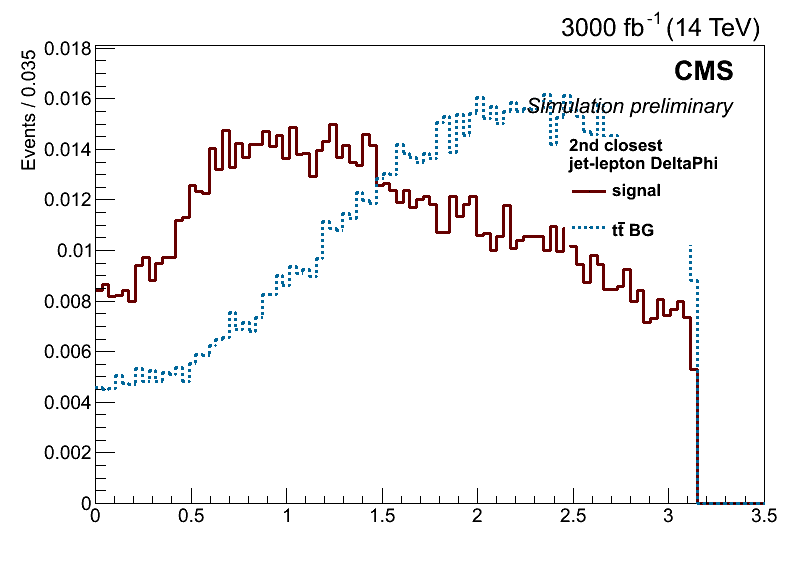 3000 fb-1 (14 TeV)
Events / 0.035
0.018
CMS
0.016
Simulation preliminary
0.014
2nd closest
jet-lepton DeltaPhi
signal
0.012
tt̄ BG
0.01
0.008
0.006
0.004
0.002
0
0 0.5 1 1.5 2 2.5 3 3.5